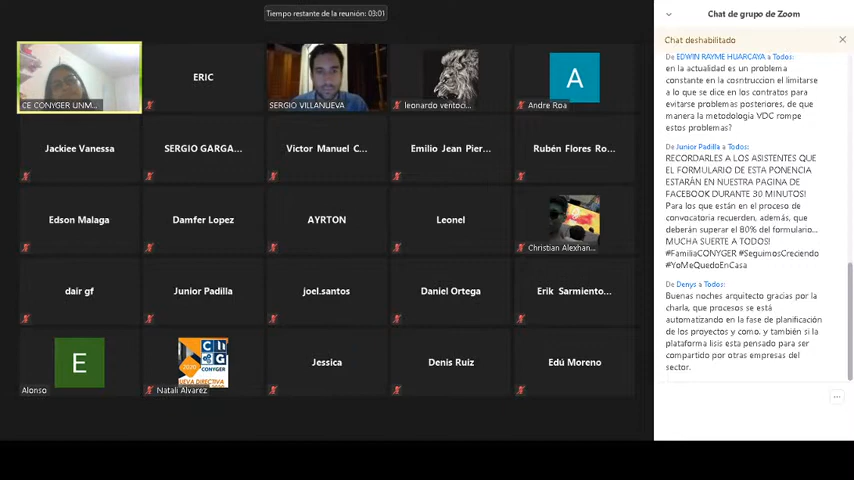 Tiempo restante de la reunión: 03:01
CE CONYGER UNM...
ERIC
SERGIO VILLANUEVA
leonardo ventoci...
A
Andre Roa
Jackiee Vanessa
SERGIO GARGA...
Victor Manuel C...
Emilio Jean Pier...
Rubén Flores Ro...
Edson Malaga
Damfer Lopez
AYRTON
Leonel
Christian Alexhan...
dair gf
Junior Padilla
joel.santos
Daniel Ortega
Erik Sarmiento...
E
Alonso
2020
CONYGER
Natali Alvarez
Jessica
Denis Ruiz
Edú Moreno
Chat de grupo de Zoom
Chat deshabilitado
De EDWIN RAYME HUARCAYA a Todos:
en la actualidad es un problema
constante en la cosntruccion el limitarse
a lo que se dice en los contratos para
evitarse problemas posteriores, de que
manera la metodologia VDC rompe
estos problemas?
De Junior Padilla a Todos:
RECORDARLES A LOS ASISTENTES QUE
EL FORMULARIO DE ESTA PONENCIA
ESTARÁN EN NUESTRA PAGINA DE
FACEBOOK DURANTE 30 MINUTOS!
Para los que están en el proceso de
convocatoria recuerden, además, que
deberán superar el 80% del formulario...
MUCHA SUERTE A TODOS!
#FamiliaCONYGER #SeguimosCreciendo
#YoMeQuedoEnCasa
De Denys a Todos:
Buenas noches arquitecto gracias por la
charla, que procesos se está
automatizando en la fase de planificación
de los proyectos y como. y también si la
plataforma lisis esta pensado para ser
compartido por otras empresas del
sector.